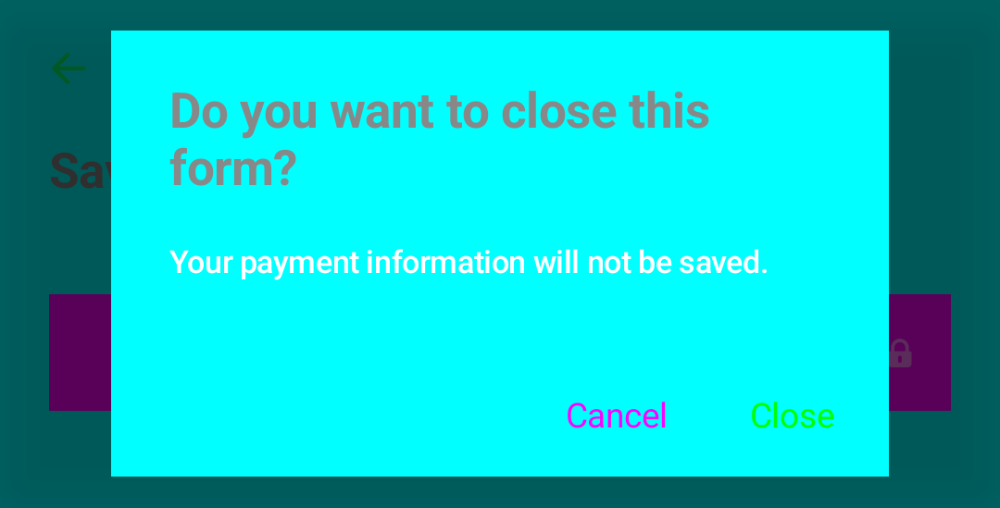 Do you want to close this
form?
Your payment information will not be saved.
Cancel
Close